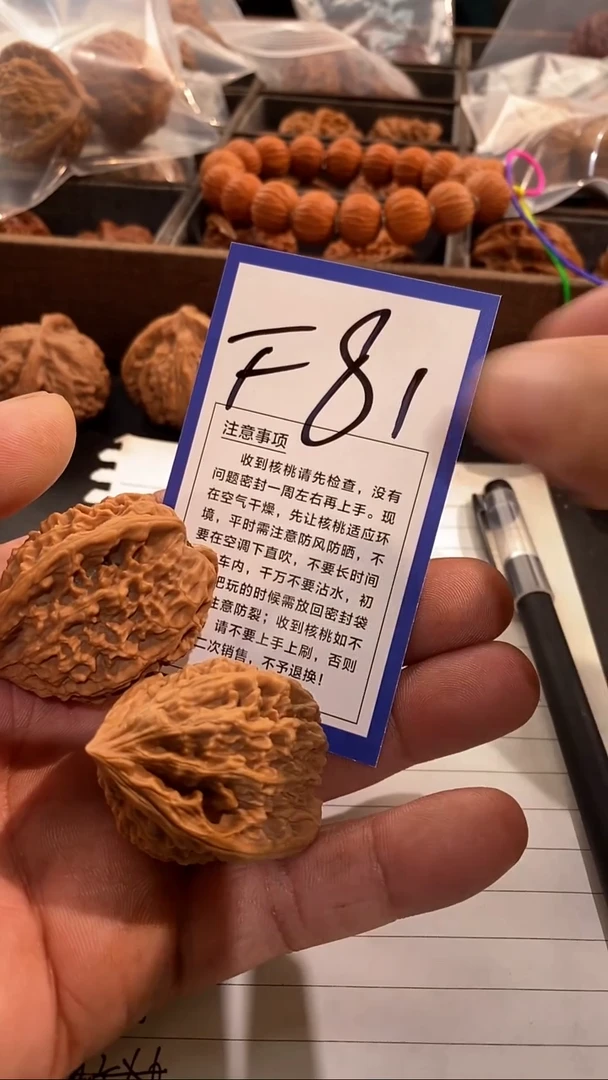 F81
注意事项
收到核桃请先检查，没有
问题密封一周左右再上手。现
在空气干燥，先让核桃适应环
境，平时需注意防风防晒，不
要在空调下直吹，不要长时间
车内，千万不要沾水，初
把玩的时候需放回密封袋
注意防裂；收到核桃如不
请不要上手上刷，否则
二次销售，不予退换！